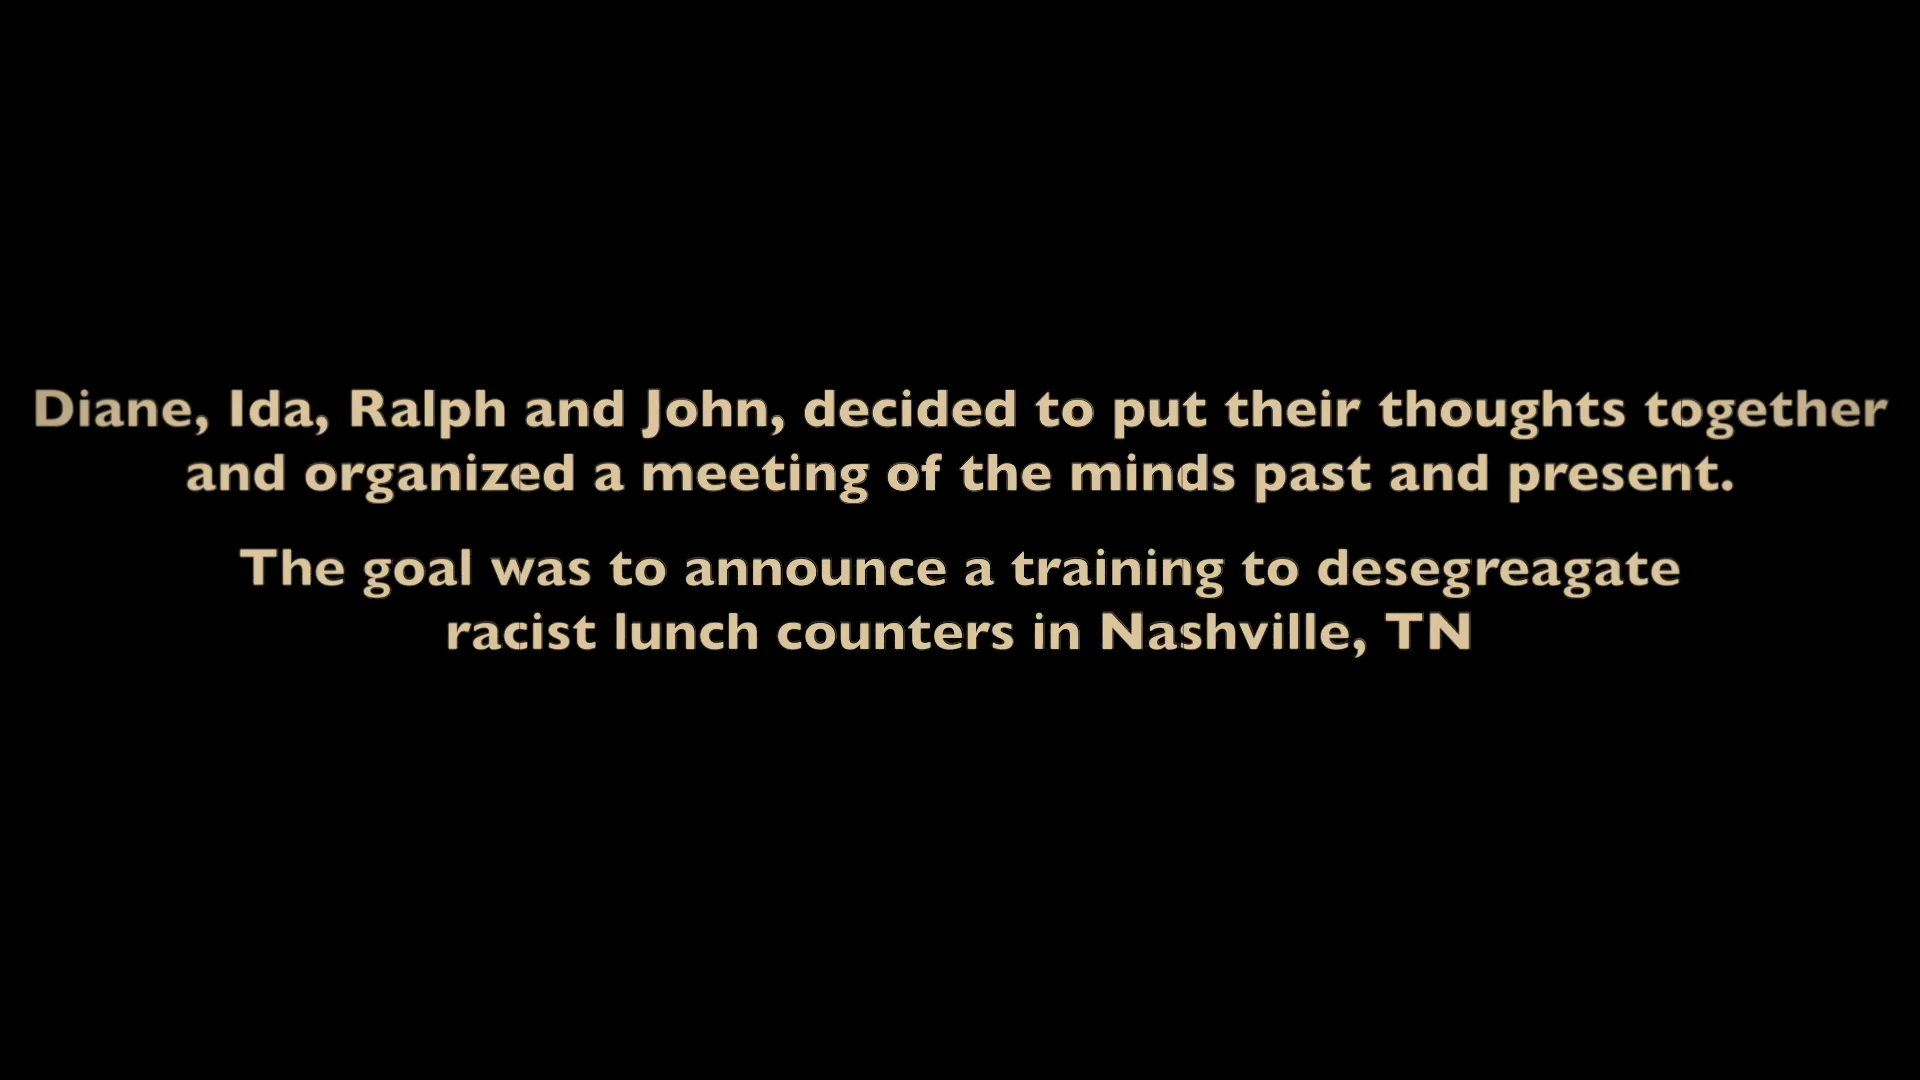 Diane, Ida, Ralph and John, decided to put their thoughts together
and organized a meeting of the minds past and present.
The goal was to announce a training to desegreagate
racist lunch counters in Nashville, TN